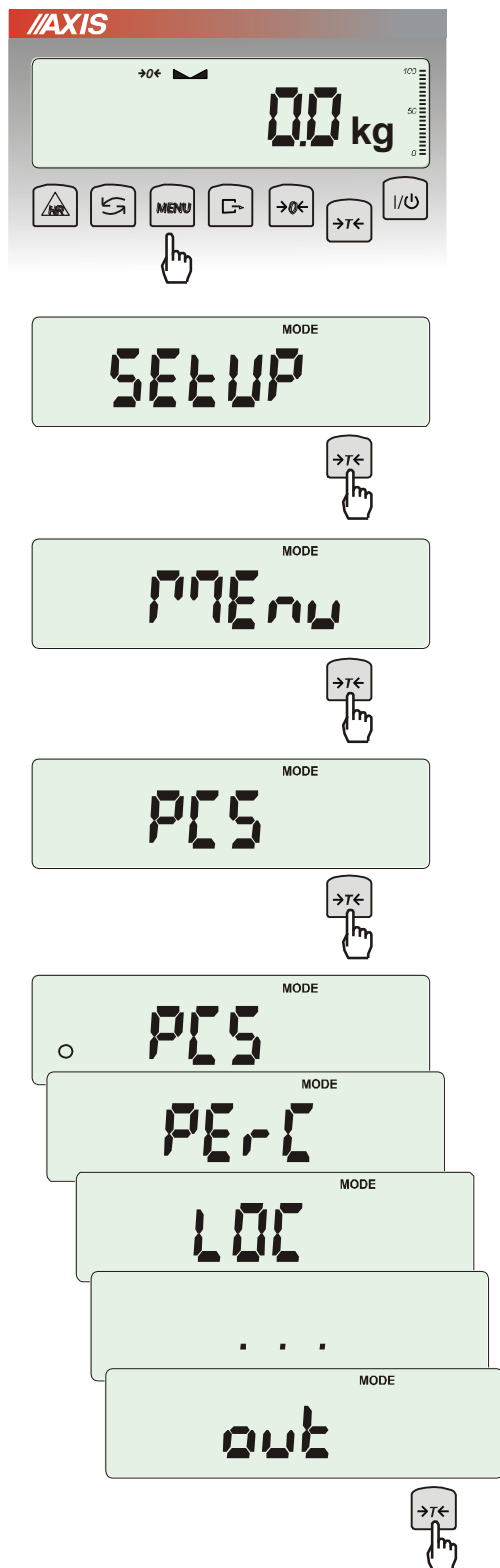 //AXIS
→0←
100
50
0
0.0 kg
HR
MENU
→0←
→T←
I/⏻
MODE
SEtUP
→T←
MODE
MEnu
→T←
MODE
PCS
→T←
MODE
PCS
MODE
PErC
MODE
LOC
. . .
MODE
out
→T←